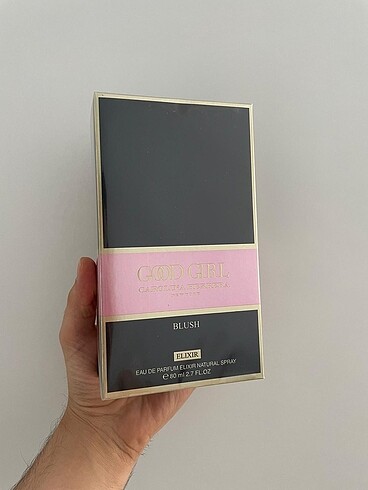 GOOD GIRL
CAROLINA HERRERA
BLUSH
ELIXIR
EAU DE PARFUM ELIXIR NATURAL SPRAY
℮ 80 ml 2.7 FL.OZ